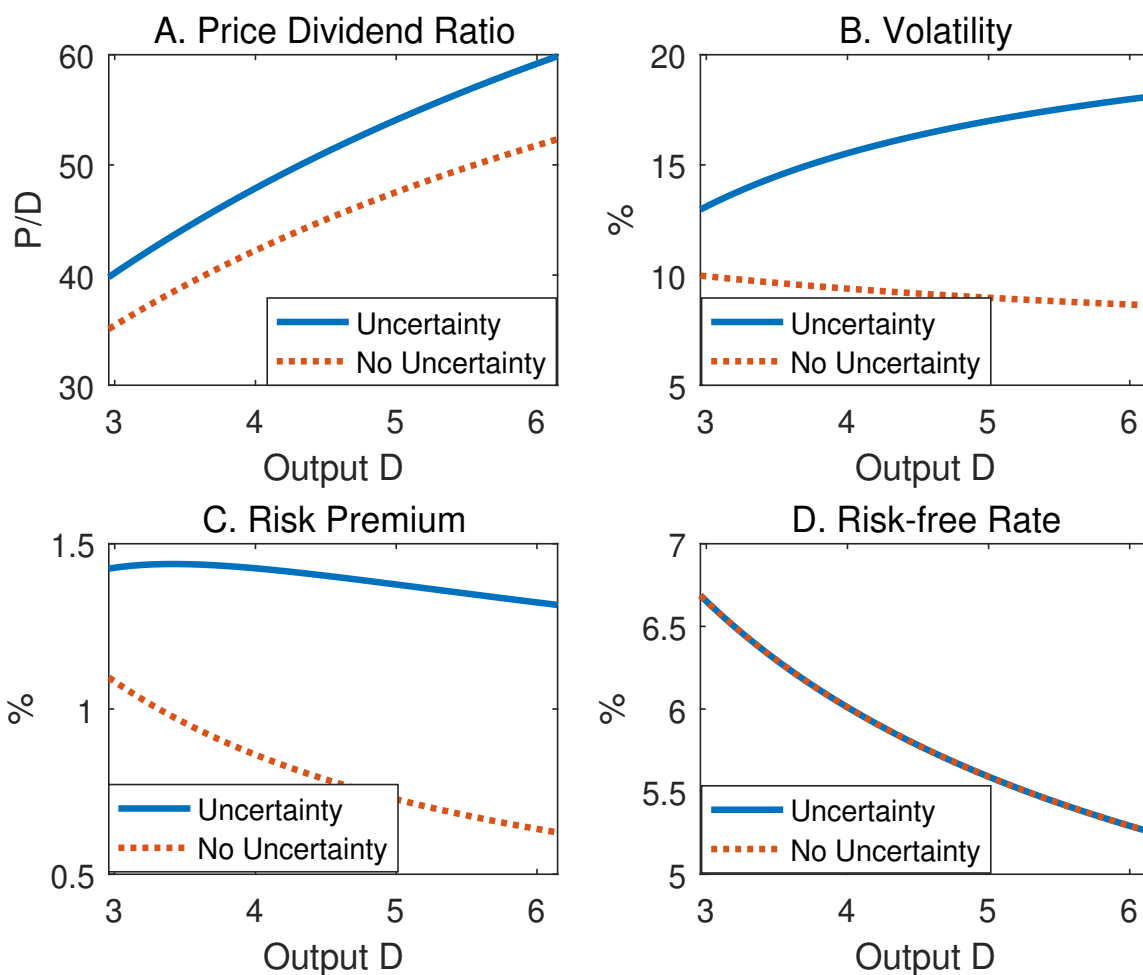 A. Price Dividend Ratio
60
50
40
30
P/D
Uncertainty
No Uncertainty
3
4
5
6
Output D
B. Volatility
20
15
10
5
%
Uncertainty
No Uncertainty
3
4
5
6
Output D
C. Risk Premium
1.5
1
0.5
%
Uncertainty
No Uncertainty
3
4
5
6
Output D
D. Risk-free Rate
7
6.5
6
5.5
5
%
Uncertainty
No Uncertainty
3
4
5
6
Output D